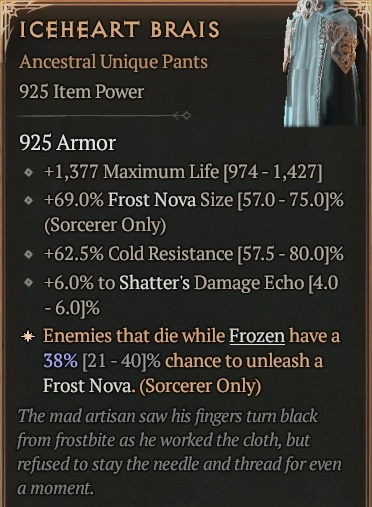 ICEHEART BRAIS
Ancestral Unique Pants
925 Item Power
925 Armor
+1,377 Maximum Life [974 - 1,427]
+69.0% Frost Nova Size [57.0 - 75.0]%
(Sorcerer Only)
+62.5% Cold Resistance [57.5 - 80.0]%
+6.0% to Shatter's Damage Echo [4.0
- 6.0]%
Enemies that die while Frozen have a
38% [21 - 40]% chance to unleash a
Frost Nova. (Sorcerer Only)
The mad artisan saw his fingers turn black
from frostbite as he worked the cloth, but
refused to stay the needle and thread for even
a moment.